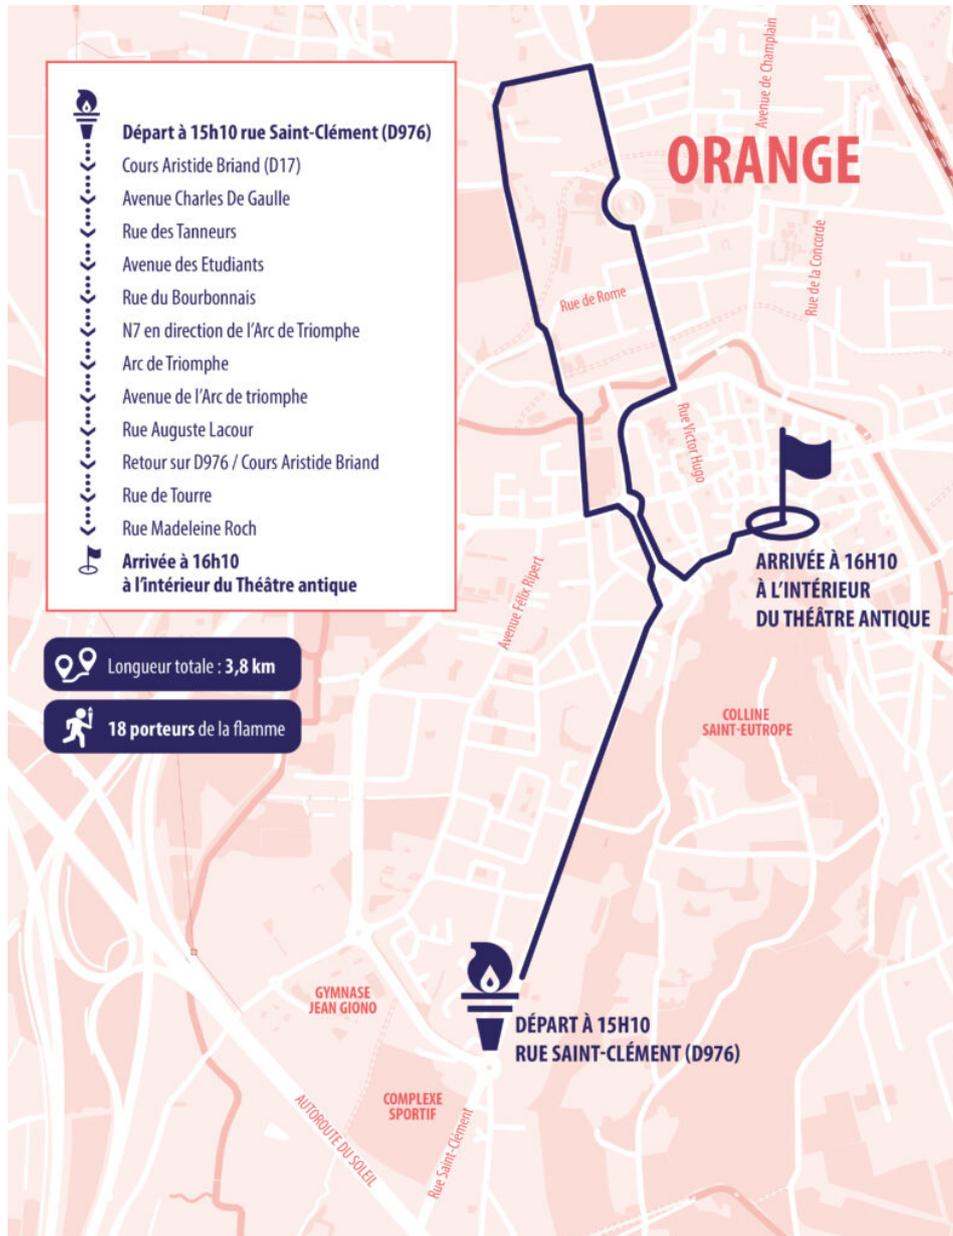 Départ à 15h10 rue Saint-Clément (D976)
Cours Aristide Briand (D17)
Avenue Charles De Gaulle
Rue des Tanneurs
Avenue des Etudiants
Rue du Bourbonnais
N7 en direction de l'Arc de Triomphe
Arc de Triomphe
Avenue de l'Arc de triomphe
Rue Auguste Lacour
Retour sur D976 / Cours Aristide Briand
Rue de Tourre
Rue Madeleine Roch
Arrivée à 16h10
à l'intérieur du Théâtre antique
Longueur totale : 3,8 km
18 porteurs de la flamme
ORANGE
Avenue de Champlain
Rue de la Concorde
Rue de Rome
Rue Victor Hugo
ARRIVÉE À 16H10
À L'INTÉRIEUR
DU THÉÂTRE ANTIQUE
Avenue Félix Ripert
COLLINE
SAINT-EUTROPE
GYMNASE
JEAN GIONO
DÉPART À 15H10
RUE SAINT-CLÉMENT (D976)
COMPLEXE
SPORTIF
AUTOROUTE DU SOLEIL
Rue Saint-Clément